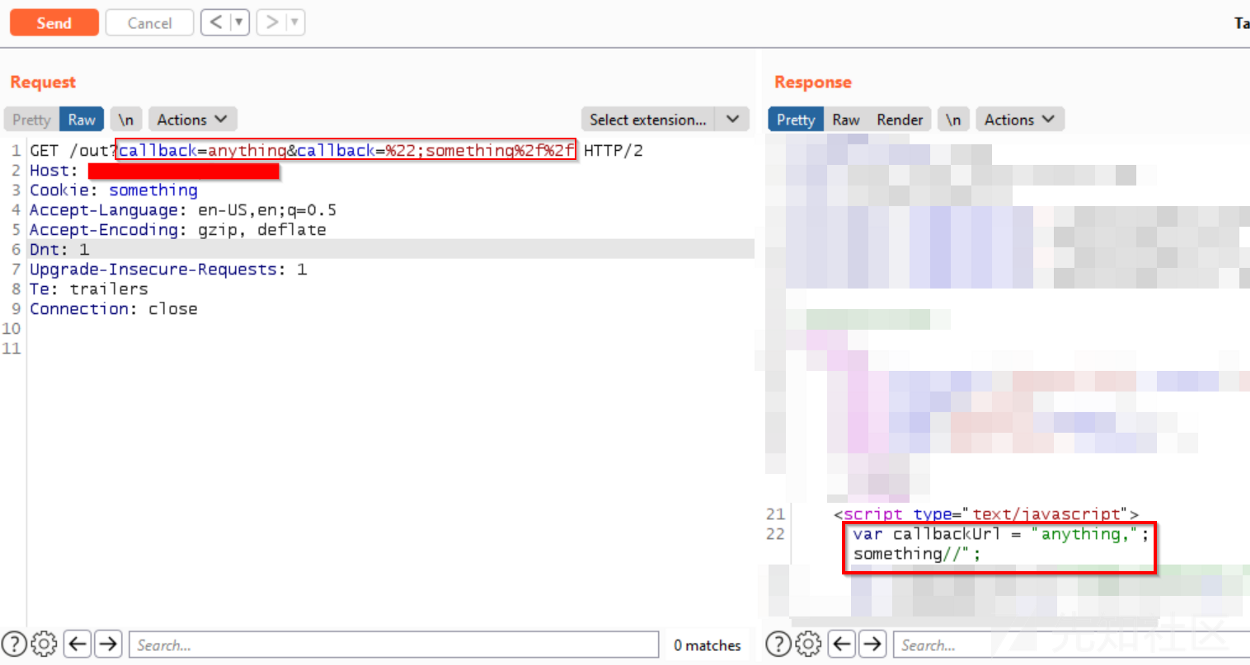 Send Cancel < ▼ > ▼ Ta
Request
Pretty Raw \n Actions Select extension...
1 GET /out?callback=anything&callback=%22;something%2f%2f HTTP/2
2 Host:
3 Cookie: something
4 Accept-Language: en-US,en;q=0.5
5 Accept-Encoding: gzip, deflate
6 Dnt: 1
7 Upgrade-Insecure-Requests: 1
8 Te: trailers
9 Connection: close
10
11
? Search... 0 matches
Response
Pretty Raw Render \n Actions
21 <script type="text/javascript">
22 var callbackUrl = "anything,";
something//";
? Search...
先知社区